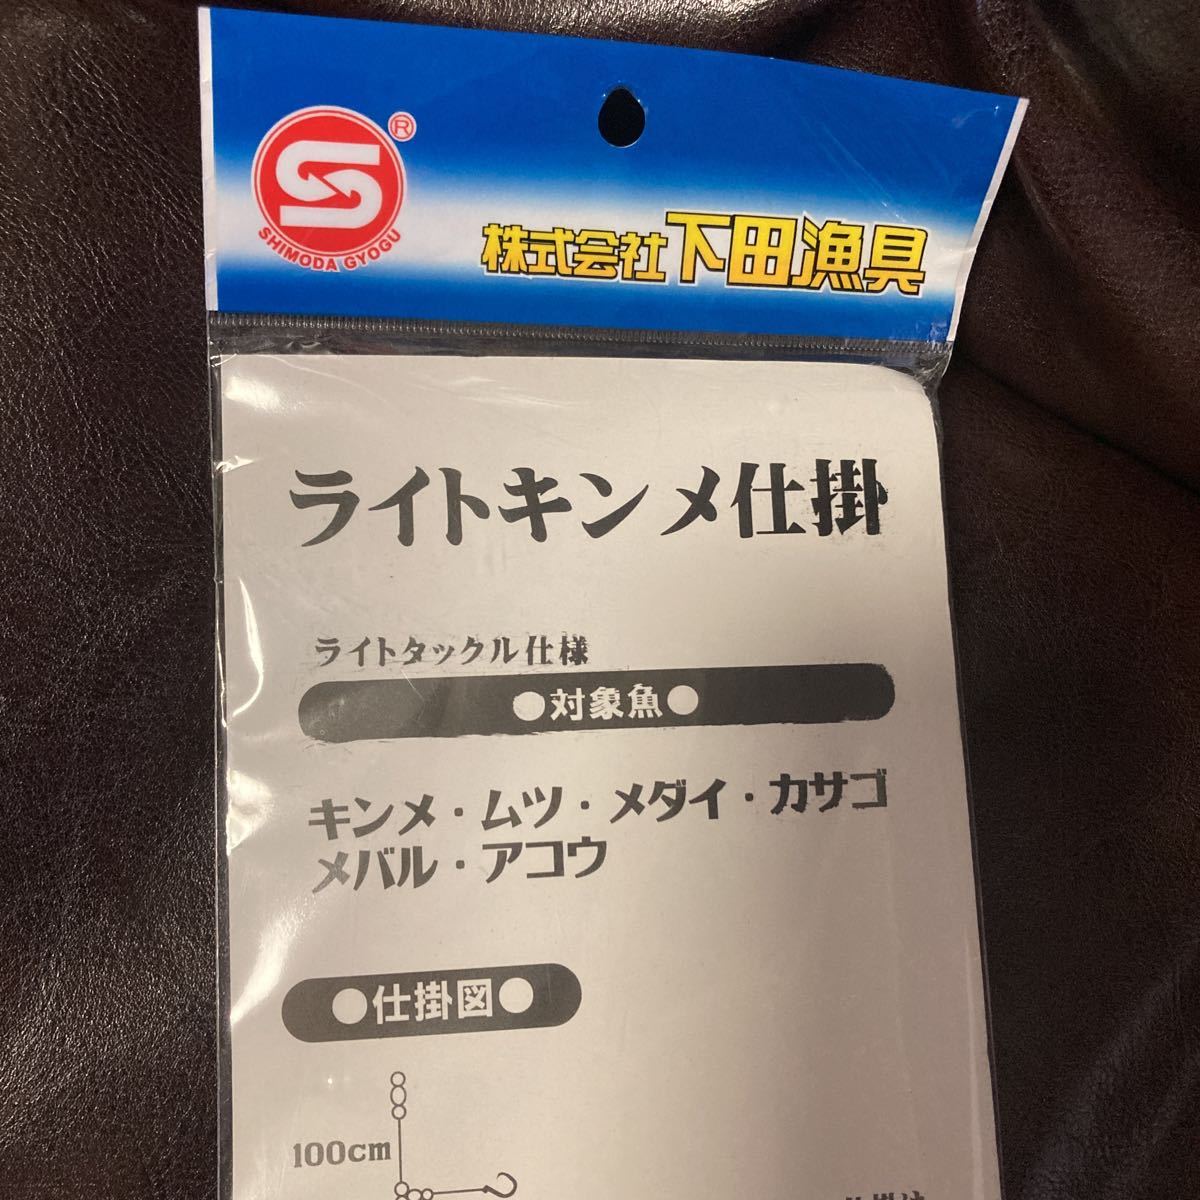 ®
SHIMODA GYOGU
株式会社下田漁具
ライトキンメ仕掛
ライトタックル仕様
●対象魚●
キンメ・ムツ・メダイ・カサゴ
メバル・アコウ
●仕掛図●
100cm